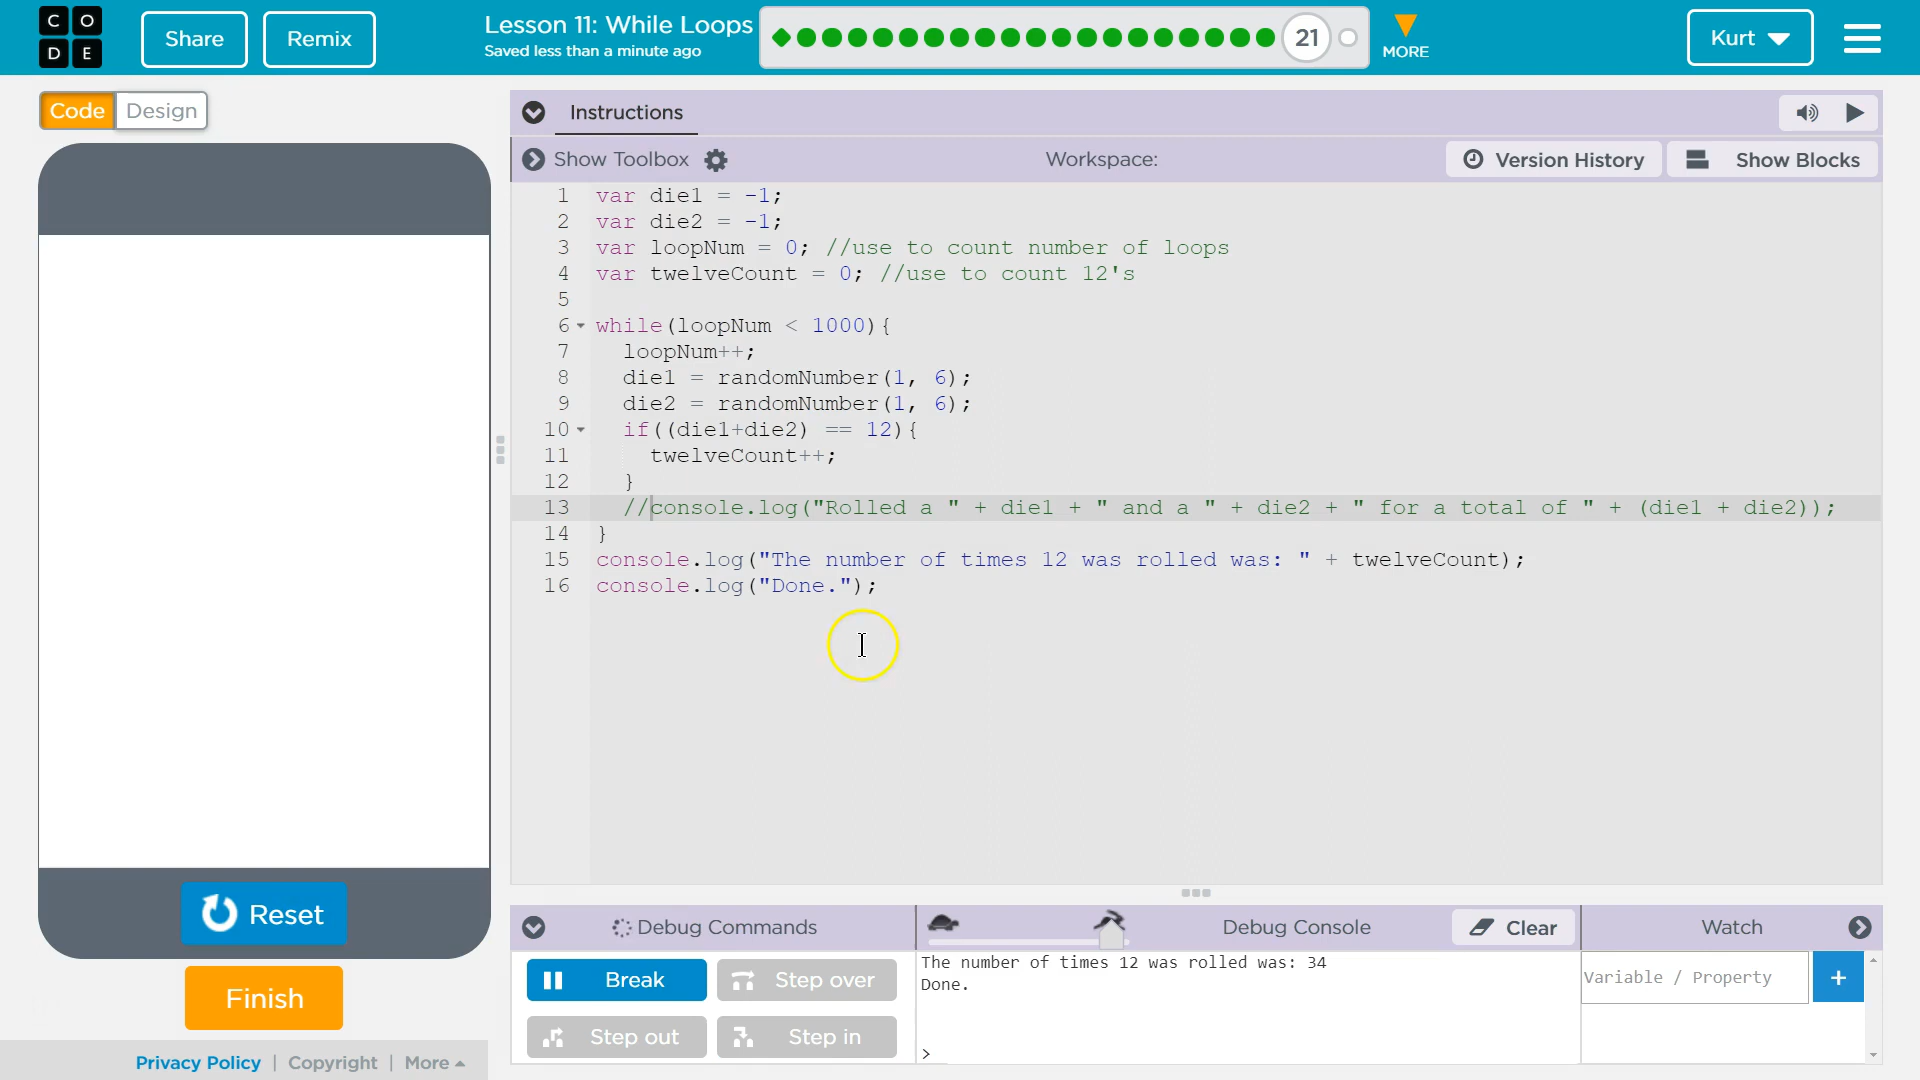 C O
D E
Share
Remix
Lesson 11: While Loops
Saved less than a minute ago
21
MORE
Kurt
Code
Design
Instructions
Show Toolbox
Workspace:
Version History
Show Blocks
1 var die1 = -1;
2 var die2 = -1;
3 var loopNum = 0; //use to count number of loops
4 var twelveCount = 0; //use to count 12's
5
6 while(loopNum < 1000){
7 loopNum++;
8 die1 = randomNumber(1, 6);
9 die2 = randomNumber(1, 6);
10 if((die1+die2) == 12){
11 twelveCount++;
12 }
13 //console.log("Rolled a " + die1 + " and a " + die2 + " for a total of " + (die1 + die2));
14 }
15 console.log("The number of times 12 was rolled was: " + twelveCount);
16 console.log("Done.");
Reset
Finish
Privacy Policy | Copyright | More
Debug Commands
Debug Console
Clear
Watch
Break
Step over
Step out
Step in
The number of times 12 was rolled was: 34
Done.
>
Variable / Property
+